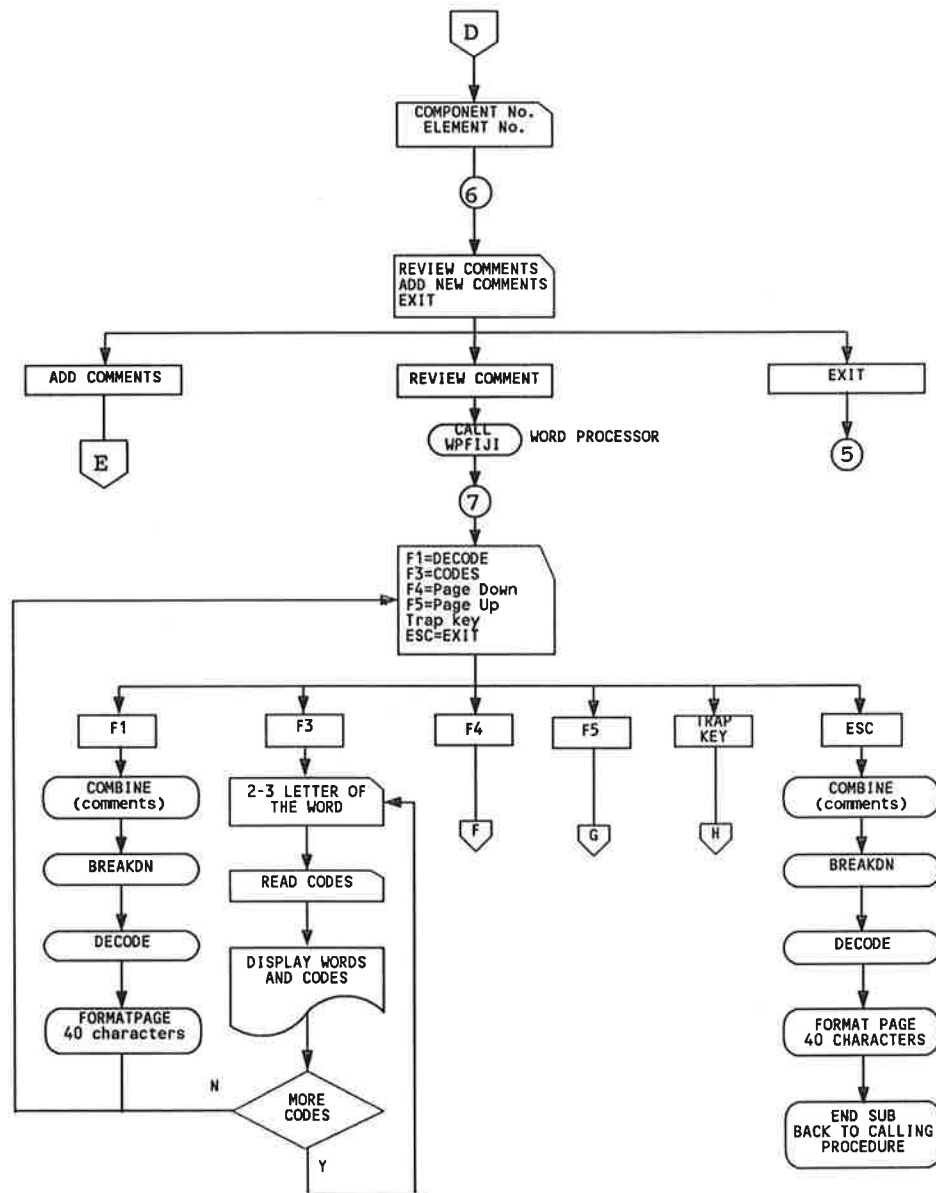 D
COMPONENT No.
ELEMENT No.
6
REVIEW COMMENTS
ADD NEW COMMENTS
EXIT
ADD COMMENTS
REVIEW COMMENT
EXIT
E
CALL
WPFIJI
WORD PROCESSOR
5
7
F1=DECODE
F3=CODES
F4=Page Down
F5=Page Up
Trap key
ESC=EXIT
F1
F3
F4
F5
TRAP
KEY
ESC
COMBINE
(comments)
2-3 LETTER OF
THE WORD
F
G
H
COMBINE
(comments)
BREAKDN
READ CODES
BREAKDN
DECODE
DISPLAY WORDS
AND CODES
DECODE
FORMATPAGE
40 characters
FORMAT PAGE
40 CHARACTERS
N
MORE
CODES
Y
END SUB
BACK TO CALLING
PROCEDURE